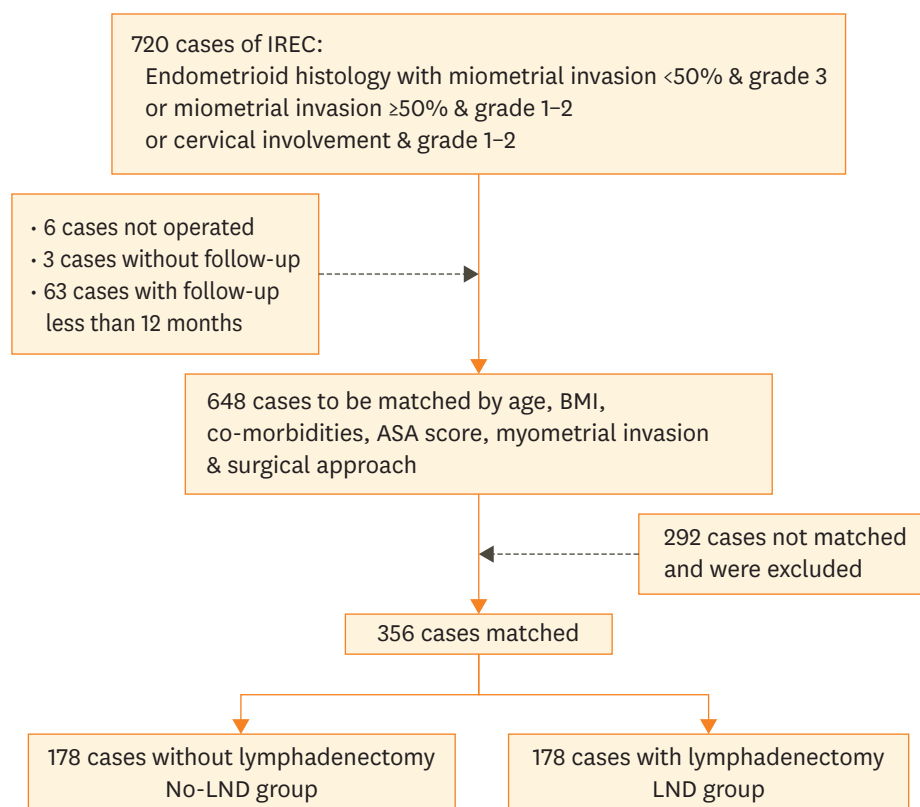 720 cases of IREC:
Endometrioid histology with miometrial invasion <50% & grade 3
or miometrial invasion ≥50% & grade 1–2
or cervical involvement & grade 1–2
· 6 cases not operated
· 3 cases without follow-up
· 63 cases with follow-up
less than 12 months
648 cases to be matched by age, BMI,
co-morbidities, ASA score, myometrial invasion
& surgical approach
292 cases not matched
and were excluded
356 cases matched
178 cases without lymphadenectomy
No-LND group
178 cases with lymphadenectomy
LND group